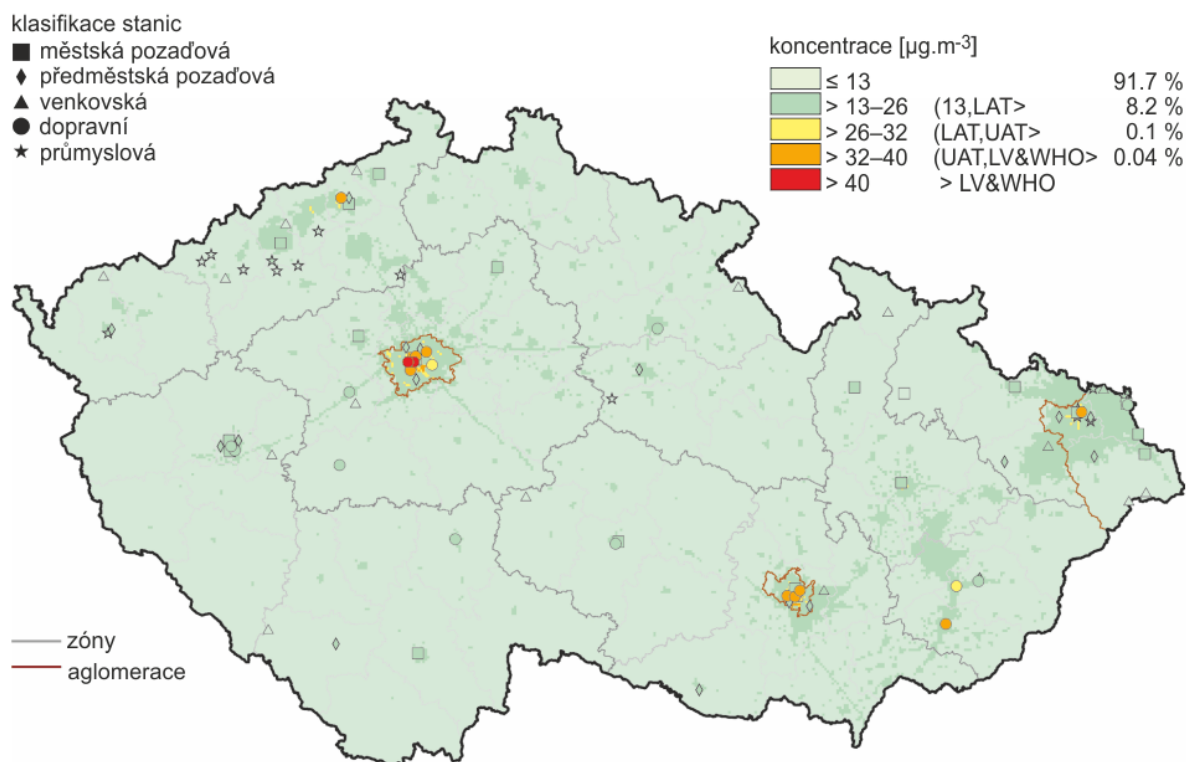 klasifikace stanic
městská pozaďová
předměstská pozaďová
venkovská
dopravní
průmyslová
koncentrace [µg.m-3]
≤ 13 91.7 %
> 13–26 (13,LAT> 8.2 %
> 26–32 (LAT,UAT> 0.1 %
> 32–40 (UAT,LV&WHO> 0.04 %
> 40 > LV&WHO
zóny
aglomerace